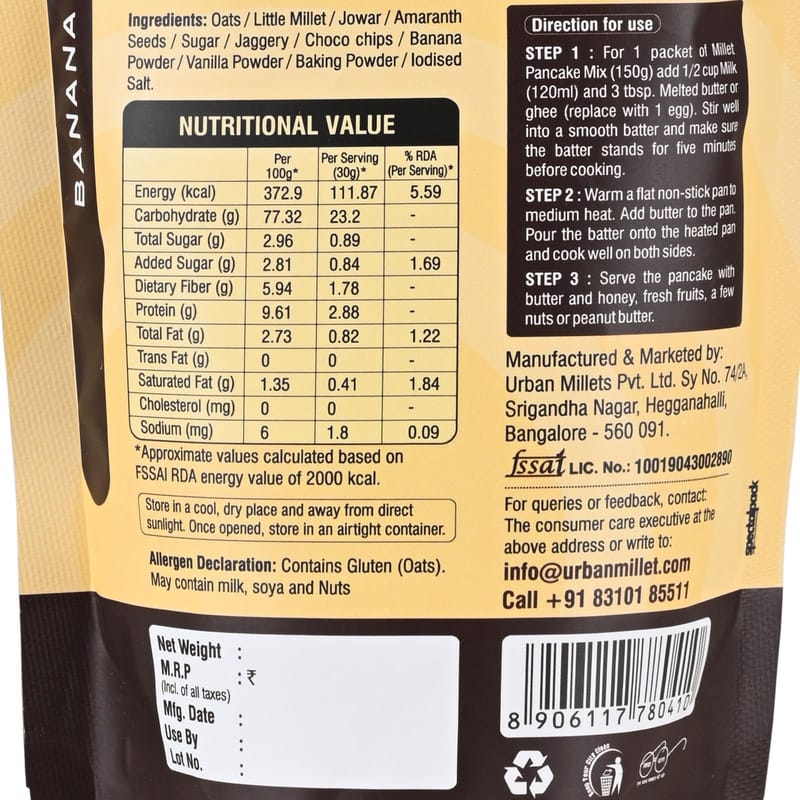 BANANA
Ingredients: Oats / Little Millet / Jowar / Amaranth
Seeds / Sugar / Jaggery / Choco chips / Banana
Powder / Vanilla Powder / Baking Powder / Iodised
Salt.
NUTRITIONAL VALUE
Per 100g* Per Serving (30g)* % RDA (Per Serving)*
Energy (kcal) 372.9 111.87 5.59
Carbohydrate (g) 77.32 23.2 -
Total Sugar (g) 2.96 0.89 -
Added Sugar (g) 2.81 0.84 1.69
Dietary Fiber (g) 5.94 1.78 -
Protein (g) 9.61 2.88 -
Total Fat (g) 2.73 0.82 1.22
Trans Fat (g) 0 0 -
Saturated Fat (g) 1.35 0.41 1.84
Cholesterol (mg) 0 0 -
Sodium (mg) 6 1.8 0.09
*Approximate values calculated based on
FSSAI RDA energy value of 2000 kcal.
Store in a cool, dry place and away from direct
sunlight. Once opened, store in an airtight container.
Allergen Declaration: Contains Gluten (Oats).
May contain milk, soya and Nuts
Direction for use
STEP 1 : For 1 packet of Millet
Pancake Mix (150g) add 1/2 cup Milk
(120ml) and 3 tbsp. Melted butter or
ghee (replace with 1 egg). Stir well
into a smooth batter and make sure
the batter stands for five minutes
before cooking.
STEP 2 : Warm a flat non-stick pan to
medium heat. Add butter to the pan.
Pour the batter onto the heated pan
and cook well on both sides.
STEP 3 : Serve the pancake with
butter and honey, fresh fruits, a few
nuts or peanut butter.
Manufactured & Marketed by:
Urban Millets Pvt. Ltd. Sy No. 74/2A,
Srigandha Nagar, Hegganahalli,
Bangalore - 560 091.
fssai LIC. No.: 10019043002890
For queries or feedback, contact:
The consumer care executive at the
above address or write to:
info@urbanmillet.com
Call +91 83101 85511
spectalpack
Net Weight :
M.R.P : ₹
(Incl. of all taxes)
Mfg. Date :
Use By :
Lot No. :
8 906117 780410